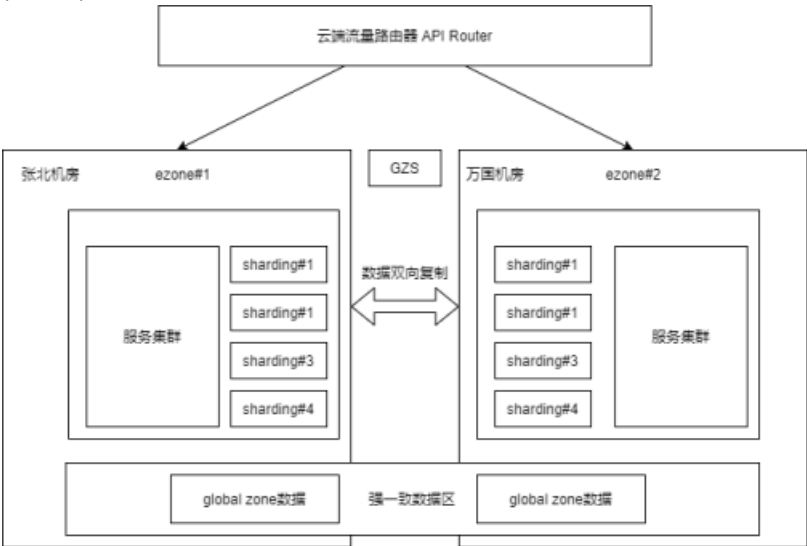 云端流量路由器 API Router
张北机房
ezone#1
GZS
万国机房
ezone#2
数据双向复制
服务集群
sharding#1
sharding#1
sharding#3
sharding#4
sharding#1
sharding#1
sharding#3
sharding#4
服务集群
global zone数据
强一致数据区
global zone数据